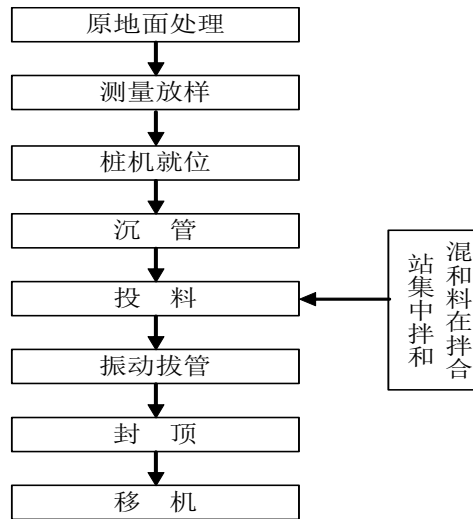 原地面处理
测量放样
桩机就位
沉 管
投 料
混和料在拌合
站集中拌和
振动拔管
封 顶
移 机